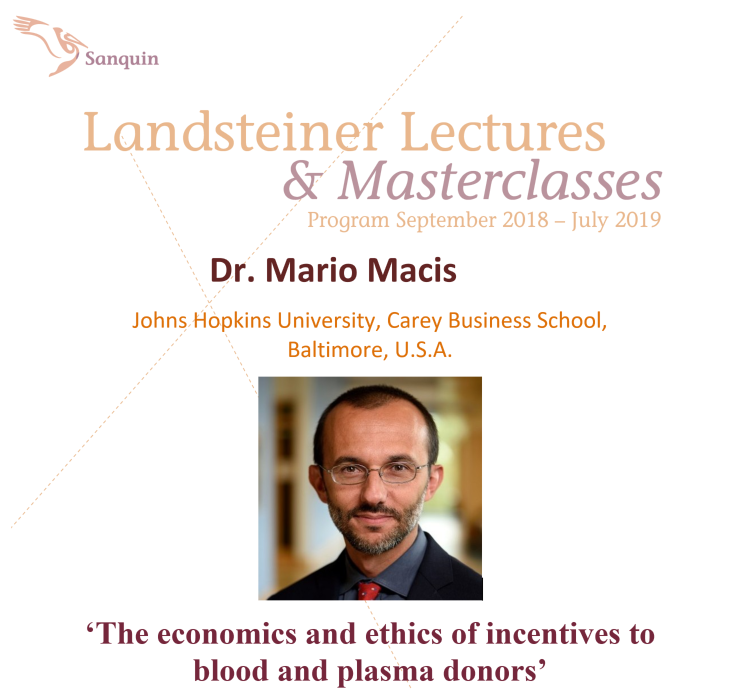 Sanquin
Landsteiner Lectures
& Masterclasses
Program September 2018 – July 2019
Dr. Mario Macis
Johns Hopkins University, Carey Business School,
Baltimore, U.S.A.
‘The economics and ethics of incentives to
blood and plasma donors’